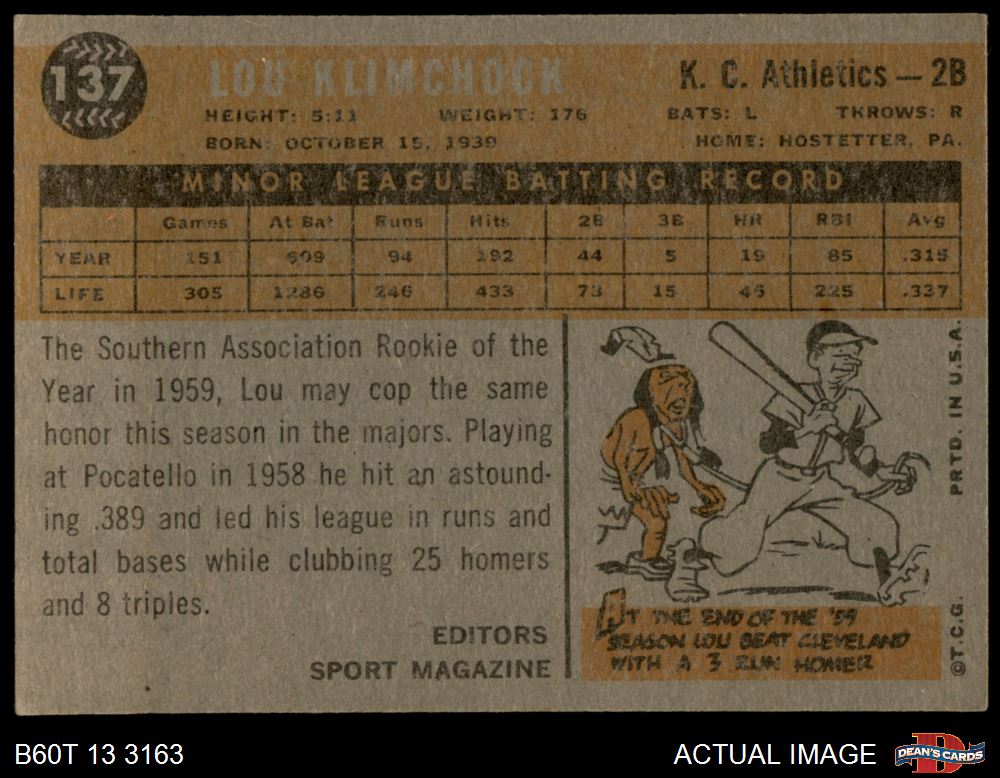 137
LOU KLIMCHOCK
K. C. Athletics — 2B
HEIGHT: 5:11 WEIGHT: 176 BATS: L THROWS: R
BORN: OCTOBER 15, 1939 HOME: HOSTETTER, PA.
MINOR LEAGUE BATTING RECORD
Games At Bat Runs Hits 2B 3B HR RBI Avg
YEAR 151 609 94 192 44 5 19 85 .315
LIFE 305 1286 246 433 73 15 46 225 .337
The Southern Association Rookie of the
Year in 1959, Lou may cop the same
honor this season in the majors. Playing
at Pocatello in 1958 he hit an astound-
ing .389 and led his league in runs and
total bases while clubbing 25 homers
and 8 triples.
EDITORS
SPORT MAGAZINE
AT THE END OF THE '59
SEASON LOU BEAT CLEVELAND
WITH A 3 RUN HOMER
©T.C.G. PRTD. IN U.S.A.
B60T 13 3163
ACTUAL IMAGE
DEAN'S CARDS